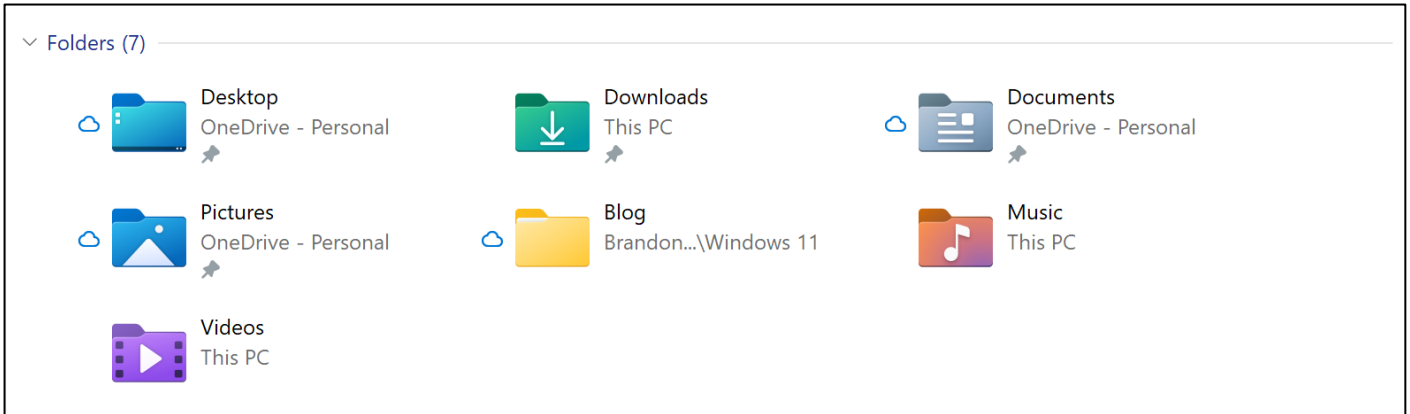 Folders (7)
Desktop
OneDrive - Personal
Downloads
This PC
Documents
OneDrive - Personal
Pictures
OneDrive - Personal
Blog
Brandon...\Windows 11
Music
This PC
Videos
This PC